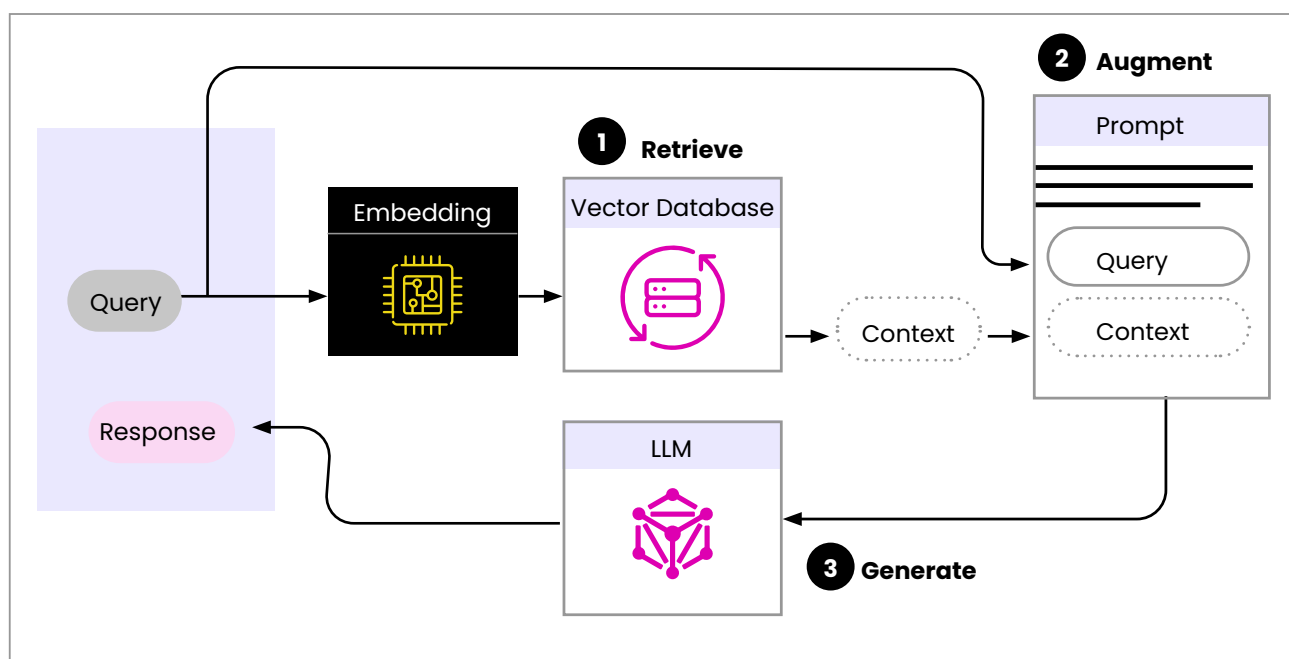 2 Augment
Prompt
1 Retrieve
Embedding
Vector Database
Query
Query
Context
Context
Response
LLM
3 Generate